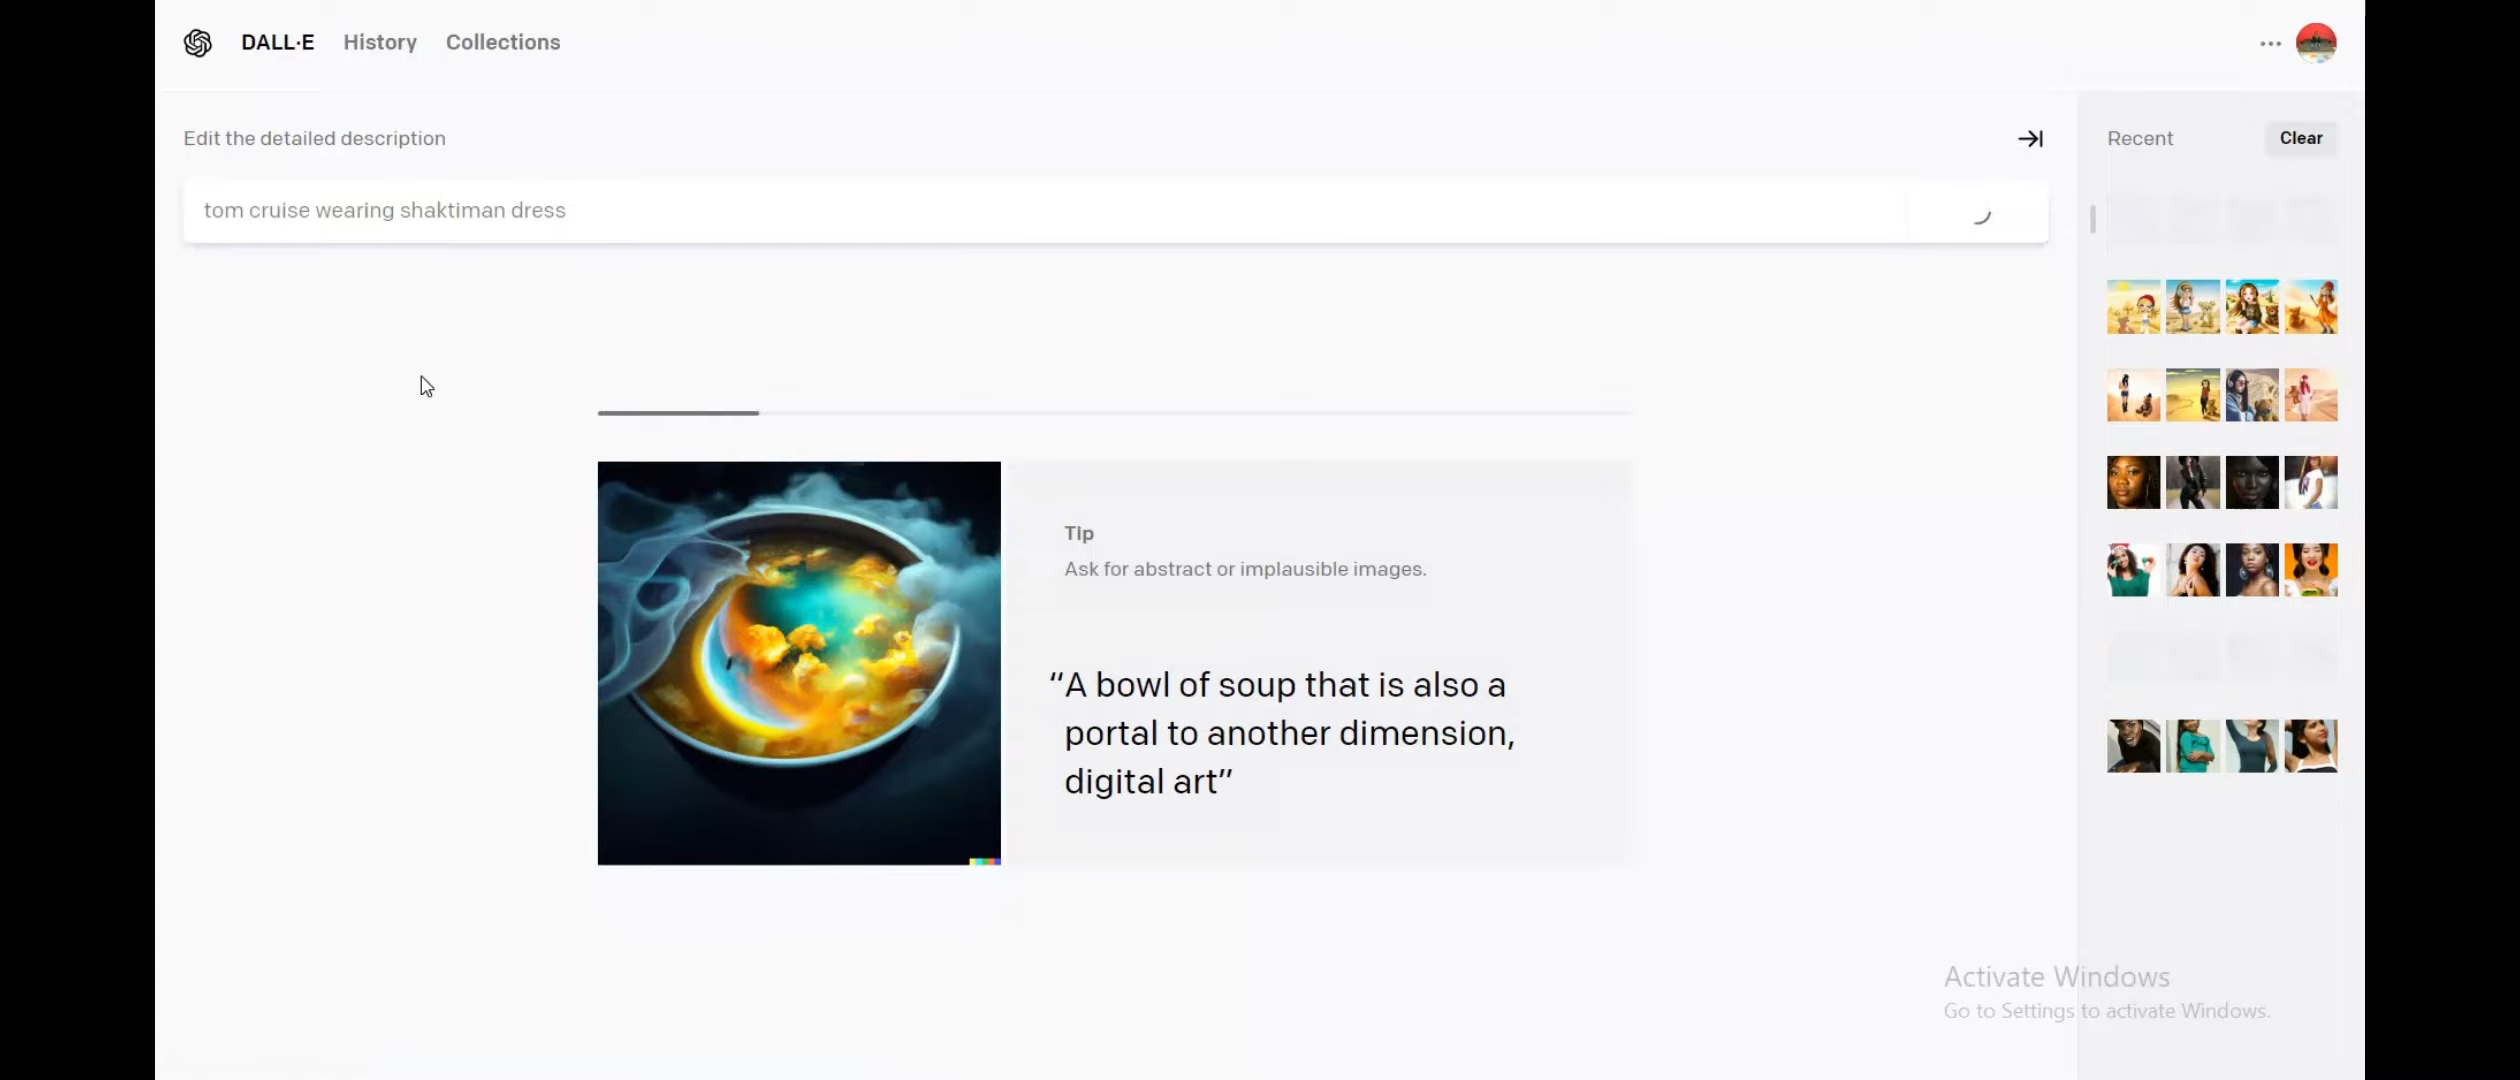 DALL·E History Collections
Edit the detailed description
Recent Clear
tom cruise wearing shaktiman dress
Tip
Ask for abstract or implausible images.
“A bowl of soup that is also a
portal to another dimension,
digital art”
Activate Windows
Go to Settings to activate Windows.